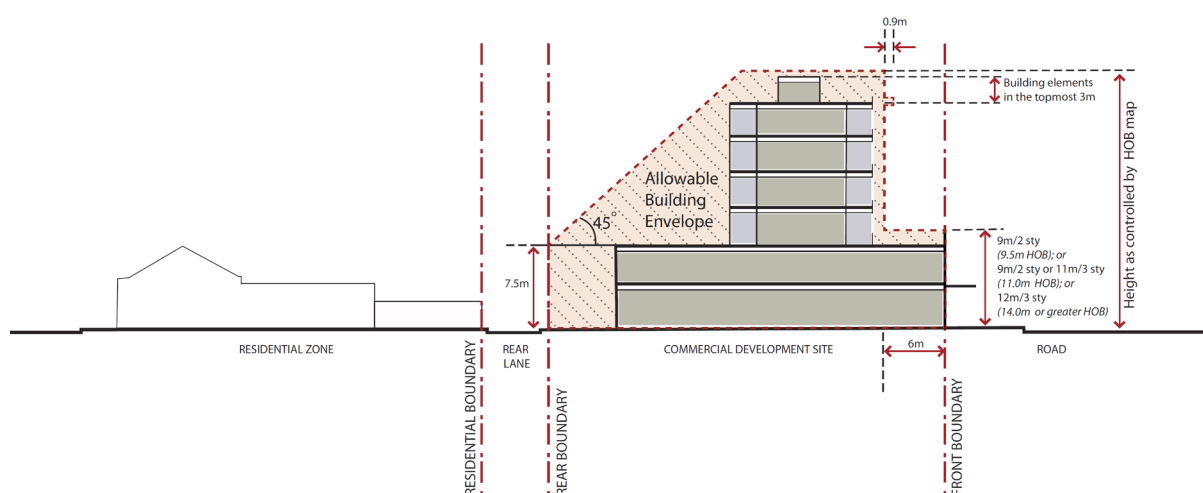 0.9m
Building elements
in the topmost 3m
Height as controlled by HOB map
Allowable
Building
Envelope
45°
7.5m
9m/2 sty
(9.5m HOB); or
9m/2 sty or 11m/3 sty
(11.0m HOB); or
12m/3 sty
(14.0m or greater HOB)
6m
RESIDENTIAL ZONE
REAR
LANE
COMMERCIAL DEVELOPMENT SITE
ROAD
RESIDENTIAL BOUNDARY
REAR BOUNDARY
FRONT BOUNDARY